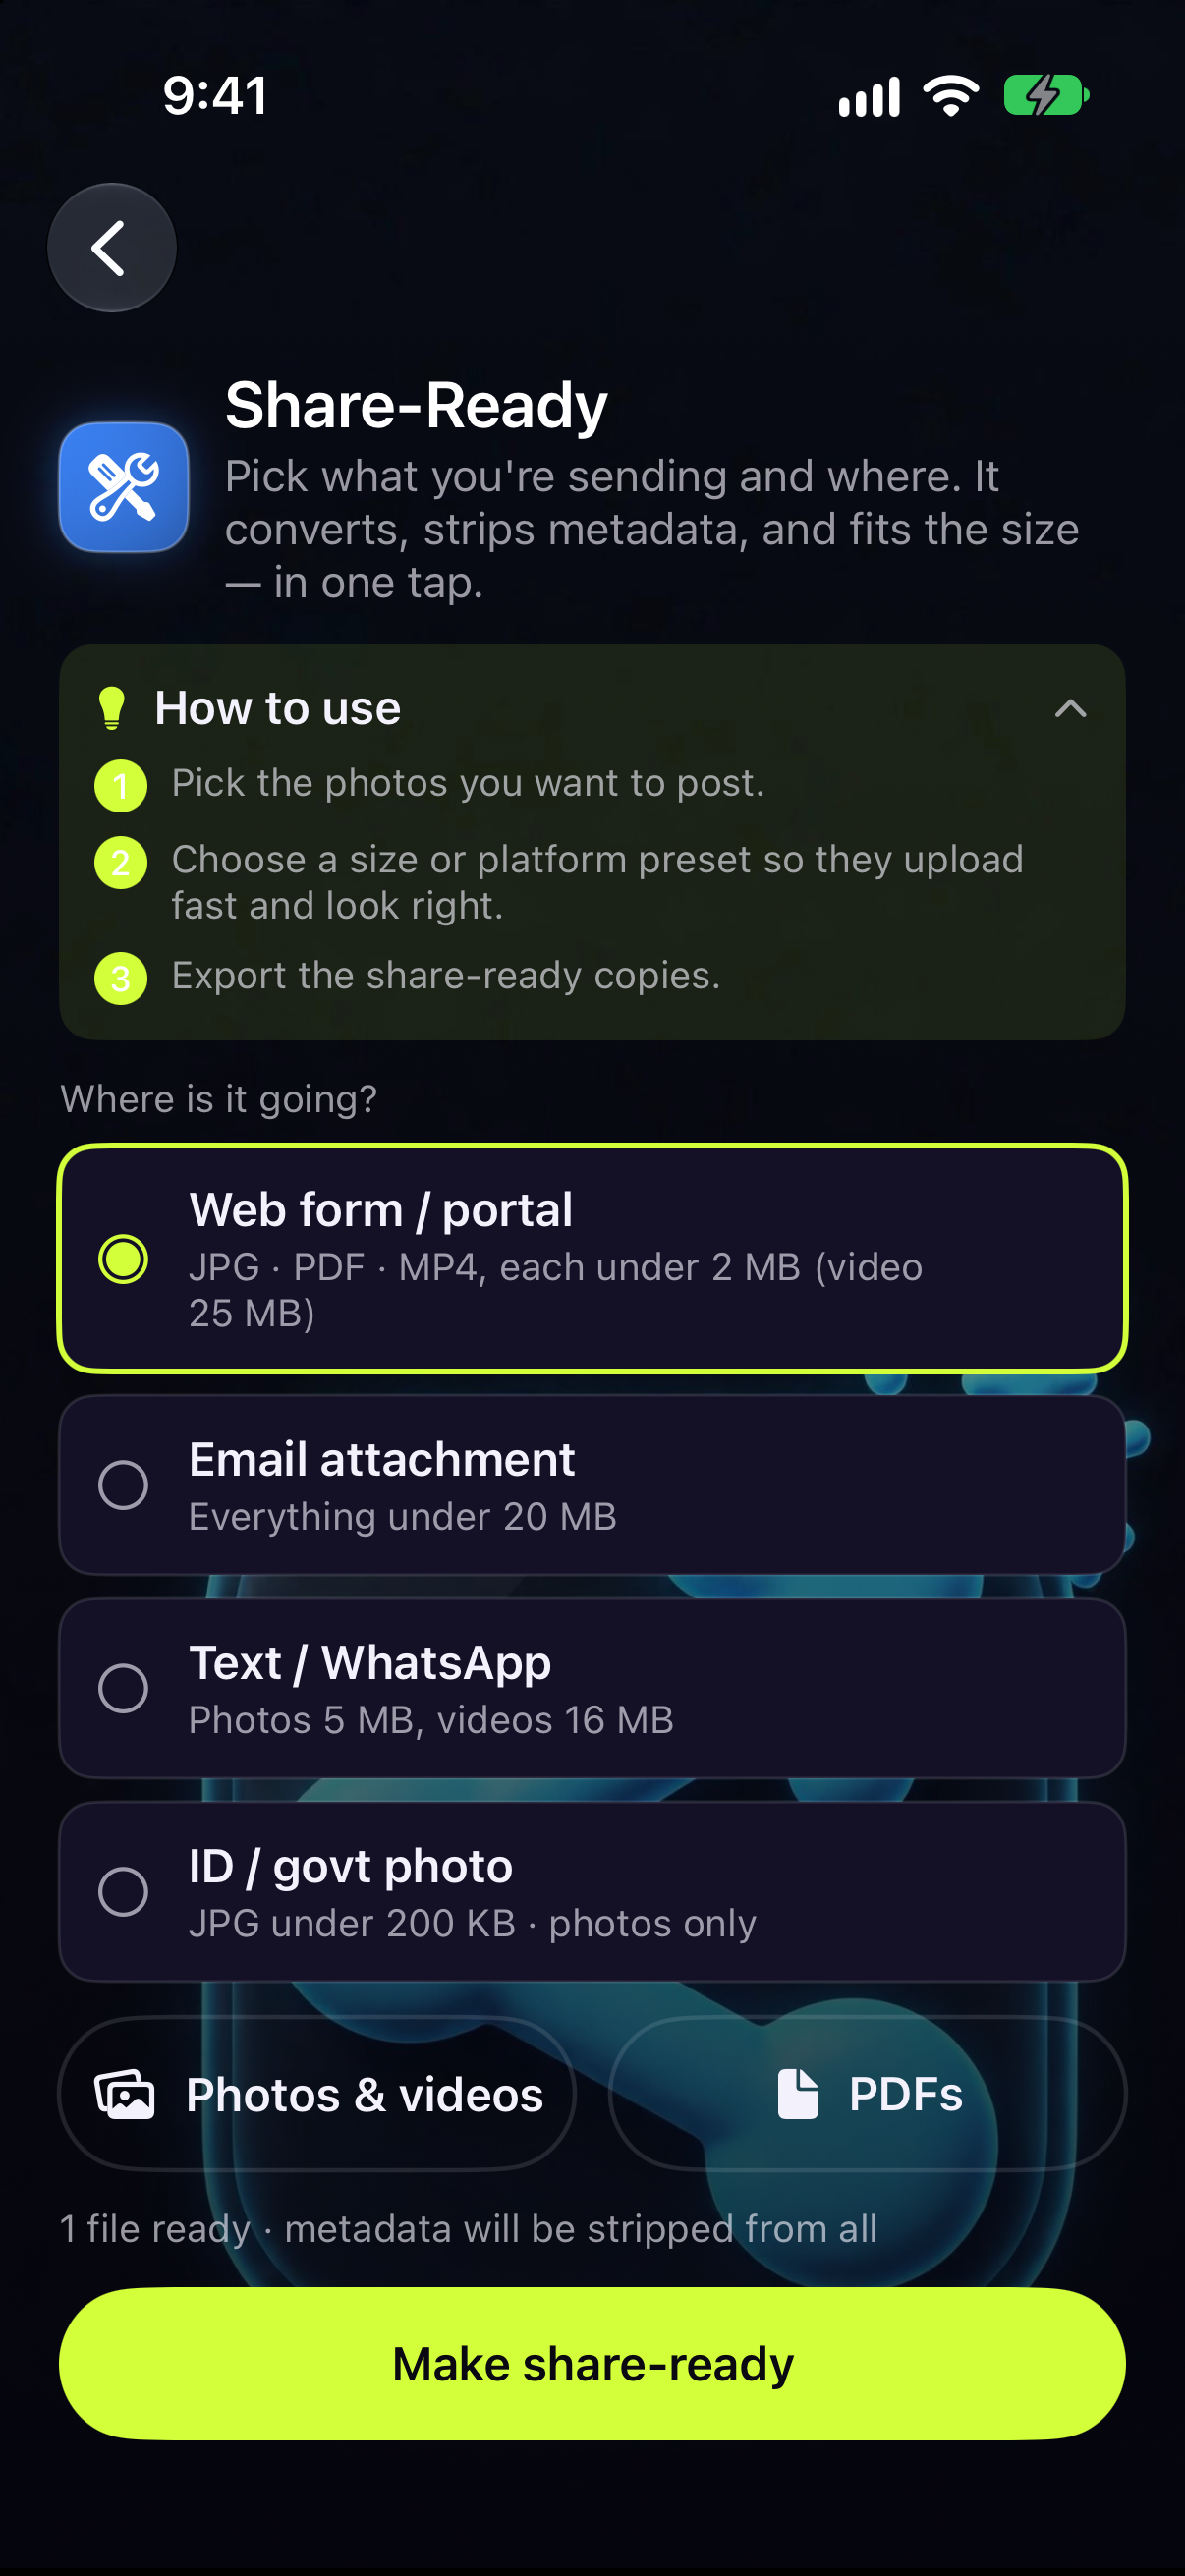 9:41
Share-Ready
Pick what you're sending and where. It
converts, strips metadata, and fits the size
— in one tap.
How to use
1 Pick the photos you want to post.
2 Choose a size or platform preset so they upload
fast and look right.
3 Export the share-ready copies.
Where is it going?
Web form / portal
JPG · PDF · MP4, each under 2 MB (video
25 MB)
Email attachment
Everything under 20 MB
Text / WhatsApp
Photos 5 MB, videos 16 MB
ID / govt photo
JPG under 200 KB · photos only
Photos & videos
PDFs
1 file ready · metadata will be stripped from all
Make share-ready